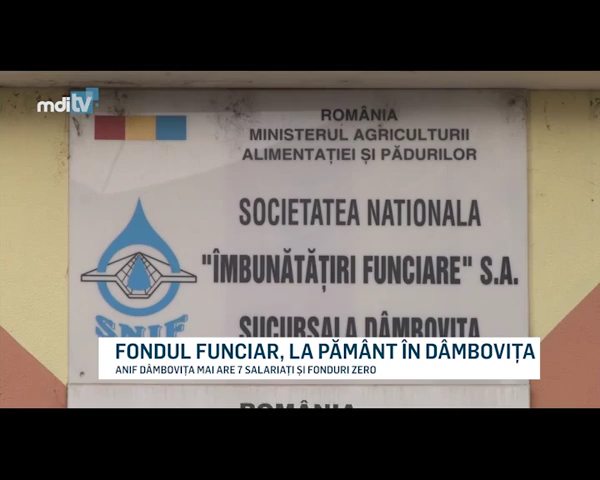 mditv
ROMÂNIA
MINISTERUL AGRICULTURII
ALIMENTAȚIEI ȘI PĂDURILOR
SOCIETATEA NATIONALA
"ÎMBUNĂTĂȚIRI FUNCIARE" S.A.
SNIF
SUCURSALA DÂMBOVIȚA
FONDUL FUNCIAR, LA PĂMÂNT ÎN DÂMBOVIȚA
ANIF DÂMBOVIȚA MAI ARE 7 SALARIAȚI ȘI FONDURI ZERO
ROMÂNIA